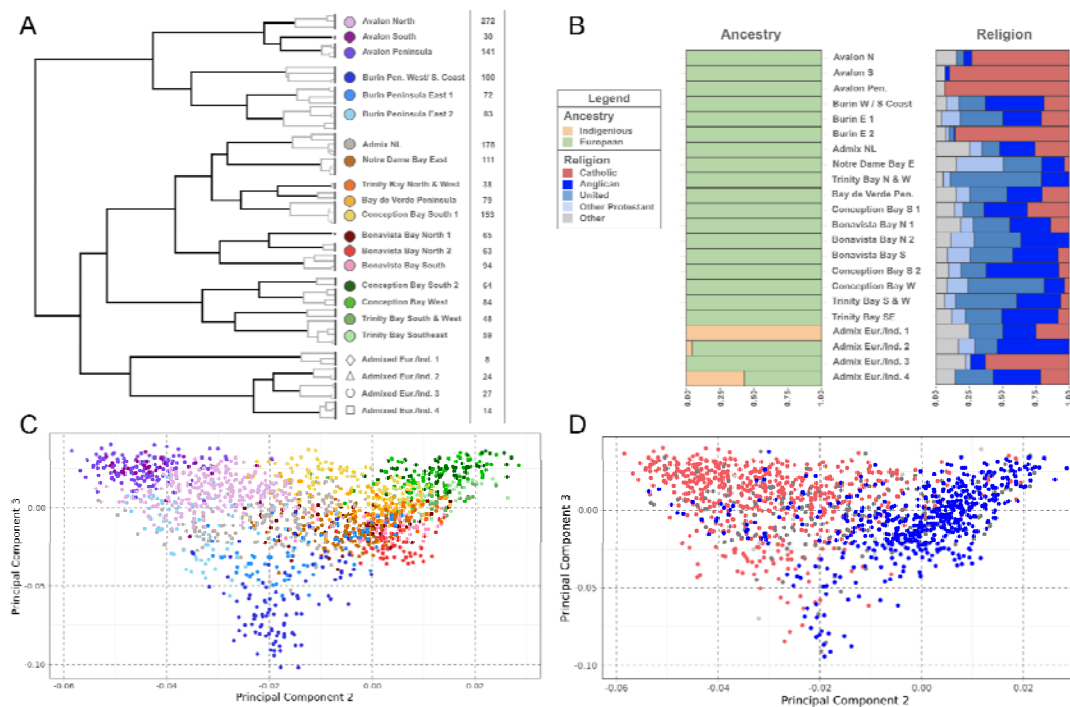 A
Avalon North 272
Avalon South 30
Avalon Peninsula 141
Burin Pen. West/ S. Coast 100
Burin Peninsula East 1 72
Burin Peninsula East 2 83
Admix NL 178
Notre Dame Bay East 111
Trinity Bay North & West 38
Bay de Verde Peninsula 79
Conception Bay South 1 153
Bonavista Bay North 1 65
Bonavista Bay North 2 63
Bonavista Bay South 94
Conception Bay South 2 64
Conception Bay West 84
Trinity Bay South & West 48
Trinity Bay Southeast 59
Admixed Eur./Ind. 1 8
Admixed Eur./Ind. 2 24
Admixed Eur./Ind. 3 27
Admixed Eur./Ind. 4 14
B
Ancestry
Religion
Legend
Ancestry
Indigenious
European
Religion
Catholic
Anglican
United
Other Protestant
Other
Avalon N
Avalon S
Avalon Pen.
Burin W / S Coast
Burin E 1
Burin E 2
Admix NL
Notre Dame Bay E
Trinity Bay N & W
Bay de Verde Pen.
Conception Bay S 1
Bonavista Bay N 1
Bonavista Bay N 2
Bonavista Bay S
Conception Bay S 2
Conception Bay W
Trinity Bay S & W
Trinity Bay SE
Admix Eur./Ind. 1
Admix Eur./Ind. 2
Admix Eur./Ind. 3
Admix Eur./Ind. 4
0.00 0.25 0.50 0.75 1.00
0.00 0.25 0.50 0.75 1.00
C
Principal Component 3
0.00
-0.05
-0.10
-0.06 -0.04 -0.02 0.00 0.02
Principal Component 2
D
Principal Component 3
0.00
0.05
-0.10
-0.06 -0.04 -0.02 0.00 0.02
Principal Component 2